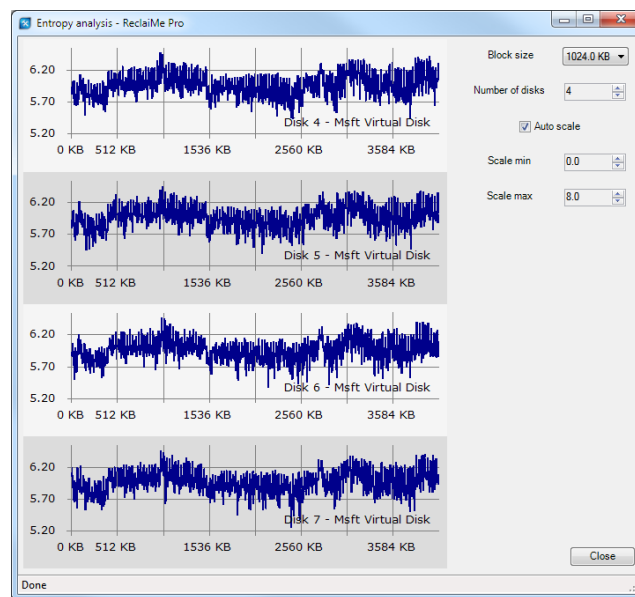 Entropy analysis - ReclaiMe Pro
6.20
5.70
5.20
Disk 4 - Msft Virtual Disk
0 KB 512 KB 1536 KB 2560 KB 3584 KB
6.20
5.70
5.20
Disk 5 - Msft Virtual Disk
0 KB 512 KB 1536 KB 2560 KB 3584 KB
6.20
5.70
5.20
Disk 6 - Msft Virtual Disk
0 KB 512 KB 1536 KB 2560 KB 3584 KB
6.20
5.70
5.20
Disk 7 - Msft Virtual Disk
0 KB 512 KB 1536 KB 2560 KB 3584 KB
Block size 1024.0 KB
Number of disks 4
Auto scale
Scale min 0.0
Scale max 8.0
Close
Done